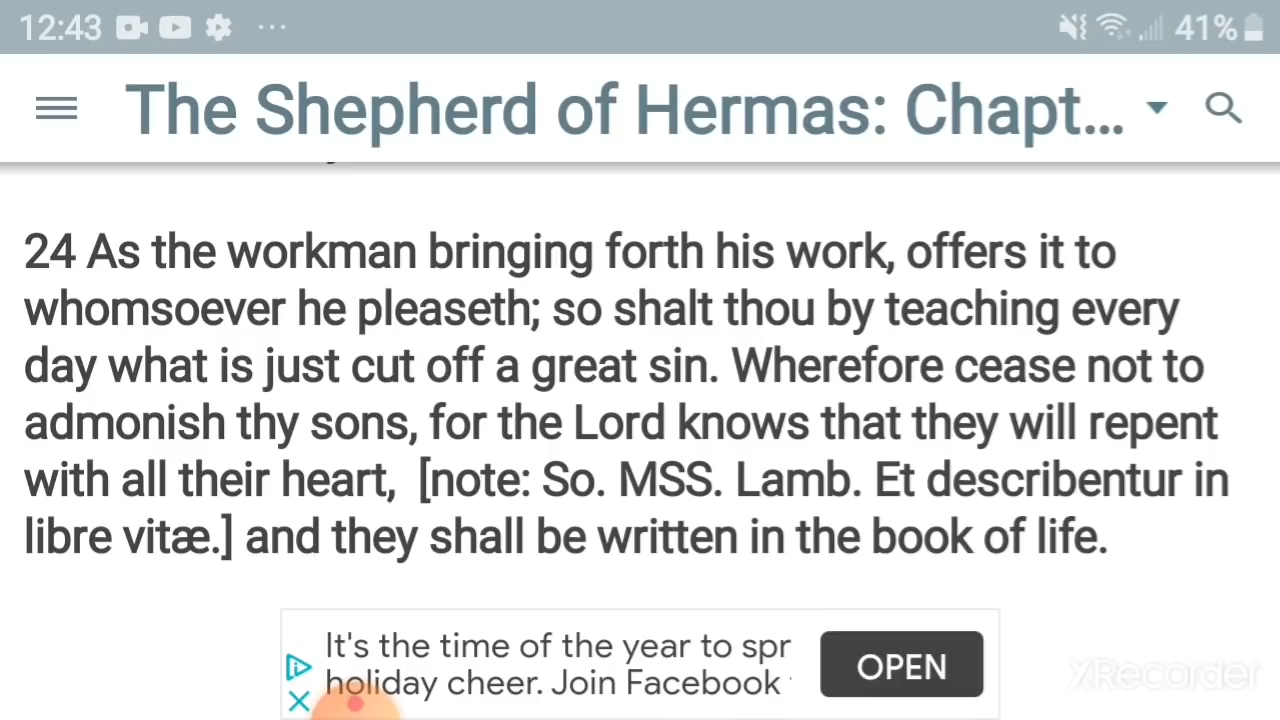 12:43
41%
The Shepherd of Hermas: Chapt...
24 As the workman bringing forth his work, offers it to
whomsoever he pleaseth; so shalt thou by teaching every
day what is just cut off a great sin. Wherefore cease not to
admonish thy sons, for the Lord knows that they will repent
with all their heart, [note: So. MSS. Lamb. Et describentur in
libre vitæ.] and they shall be written in the book of life.
It's the time of the year to spr
holiday cheer. Join Facebook
OPEN
XRecorder